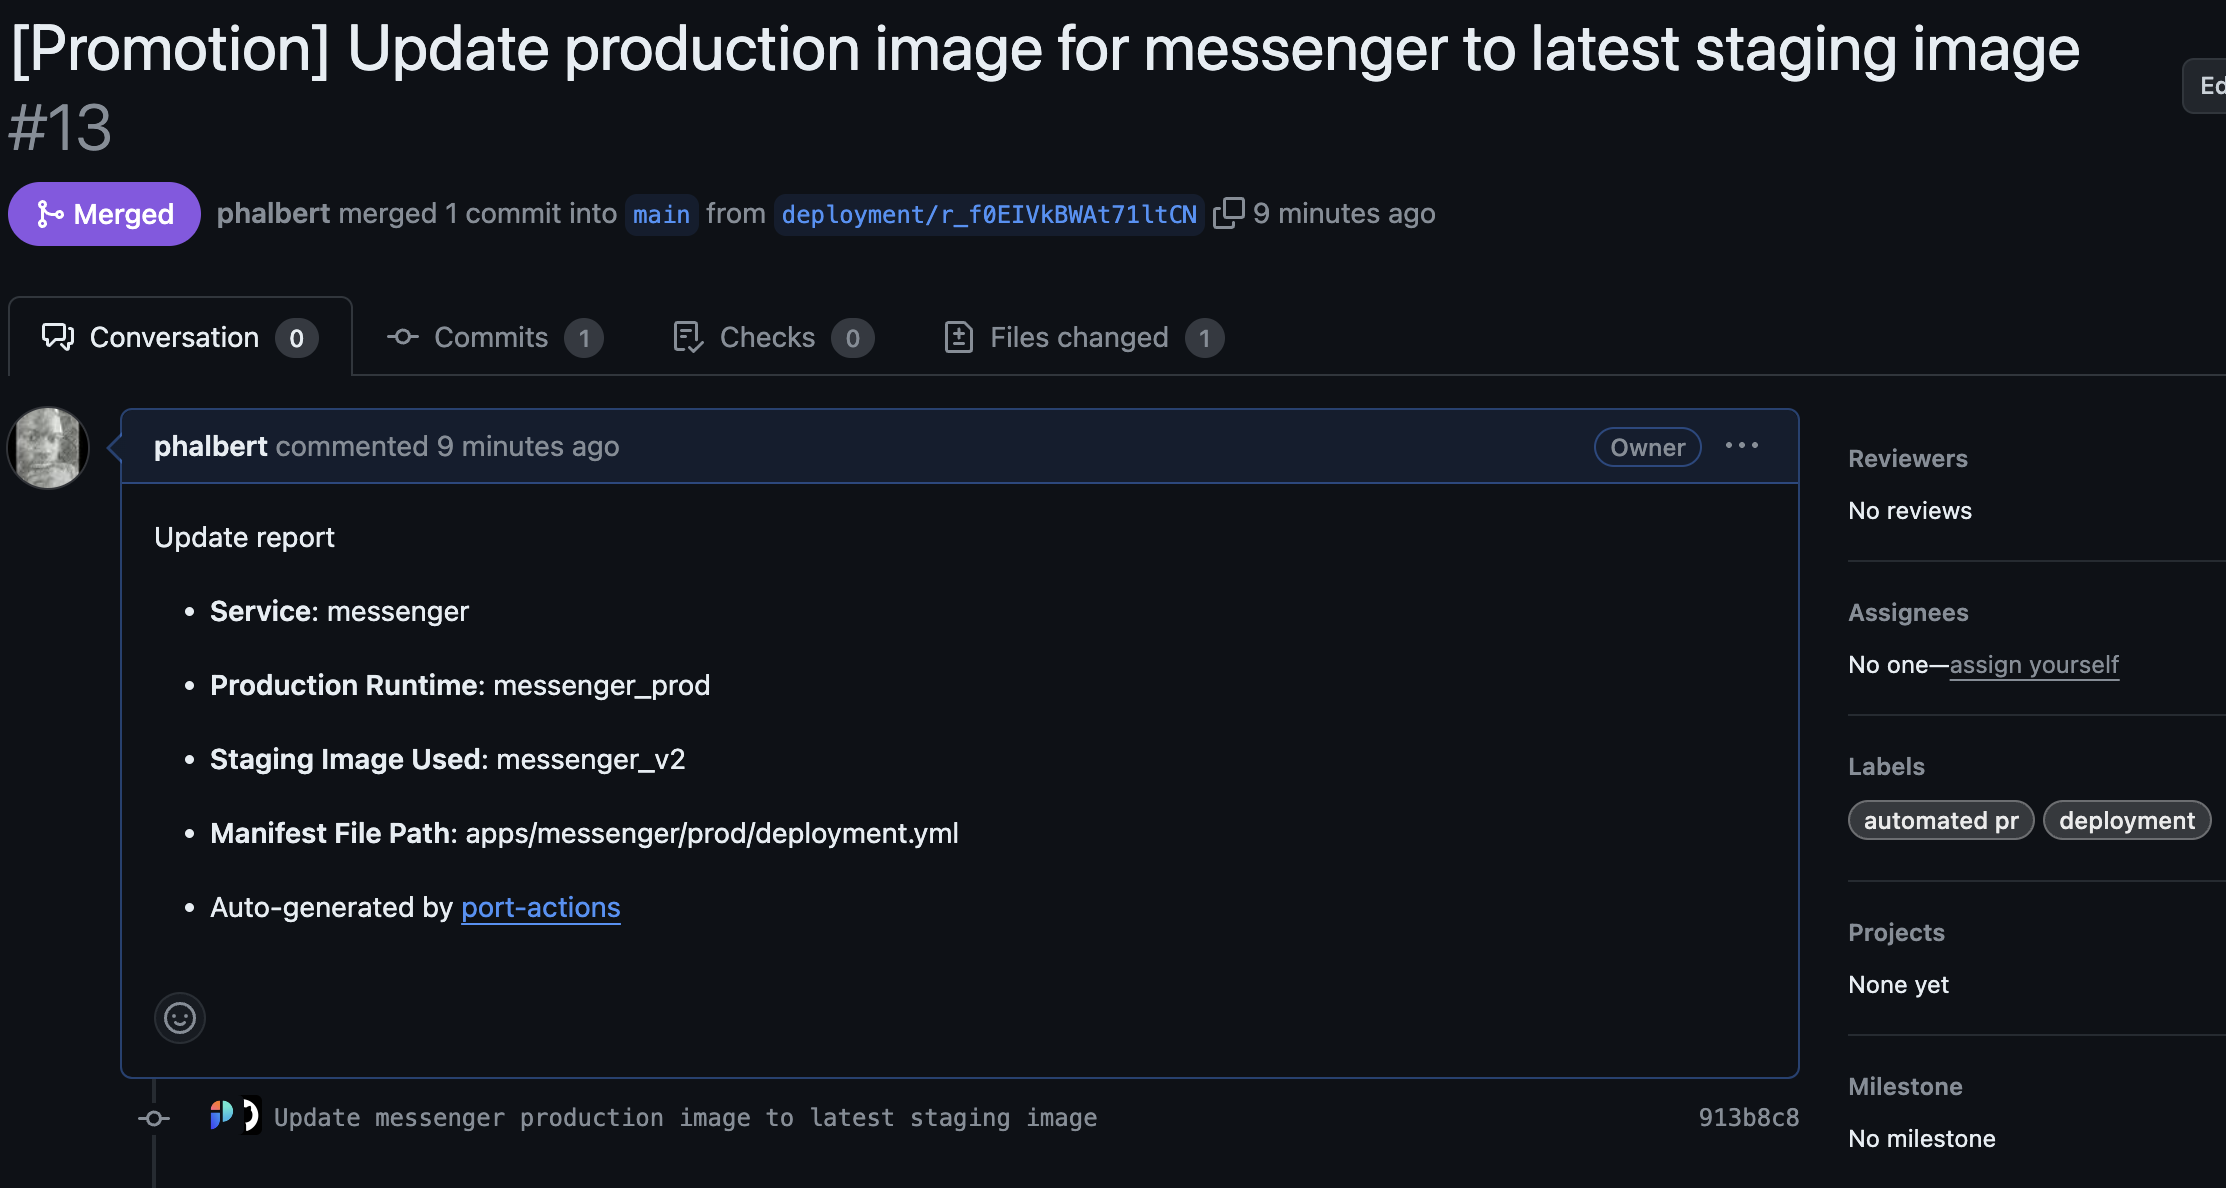 [Promotion] Update production image for messenger to latest staging image
#13
Ed
Merged phalbert merged 1 commit into main from deployment/r_f0EIVkBWAt71ltCN 9 minutes ago
Conversation 0 Commits 1 Checks 0 Files changed 1
phalbert commented 9 minutes ago Owner ...
Update report
• Service: messenger
• Production Runtime: messenger_prod
• Staging Image Used: messenger_v2
• Manifest File Path: apps/messenger/prod/deployment.yml
• Auto-generated by port-actions
Update messenger production image to latest staging image 913b8c8
Reviewers
No reviews
Assignees
No one—assign yourself
Labels
automated pr deployment
Projects
None yet
Milestone
No milestone